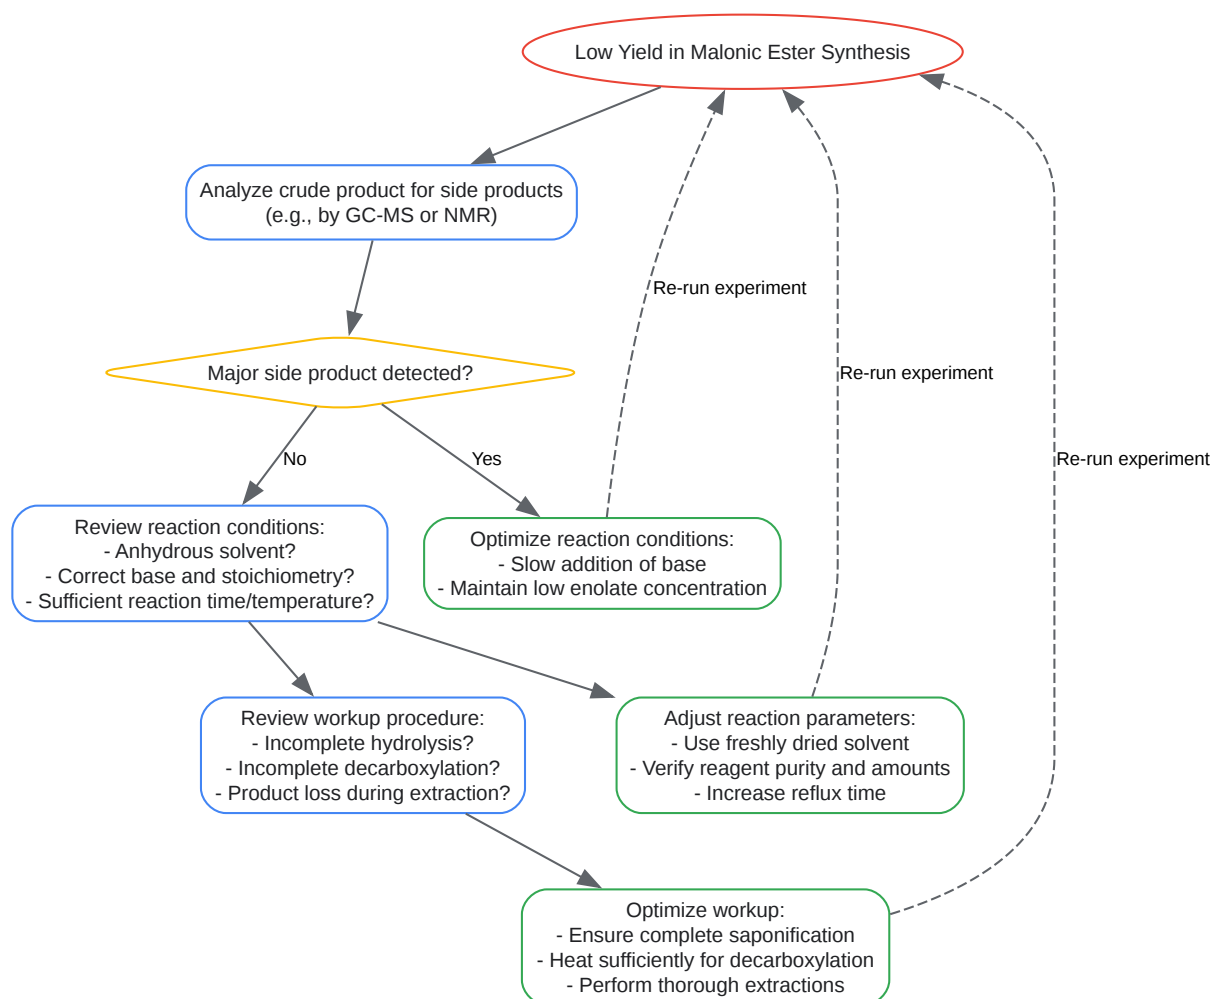 Low Yield in Malonic Ester Synthesis
Analyze crude product for side products
(e.g., by GC-MS or NMR)
Re-run experiment
Major side product detected?
Re-run experiment
No
Yes
Re-run experiment
Review reaction conditions:
- Anhydrous solvent?
- Correct base and stoichiometry?
- Sufficient reaction time/temperature?
Optimize reaction conditions:
- Slow addition of base
- Maintain low enolate concentration
Review workup procedure:
- Incomplete hydrolysis?
- Incomplete decarboxylation?
- Product loss during extraction?
Adjust reaction parameters:
- Use freshly dried solvent
- Verify reagent purity and amounts
- Increase reflux time
Optimize workup:
- Ensure complete saponification
- Heat sufficiently for decarboxylation
- Perform thorough extractions